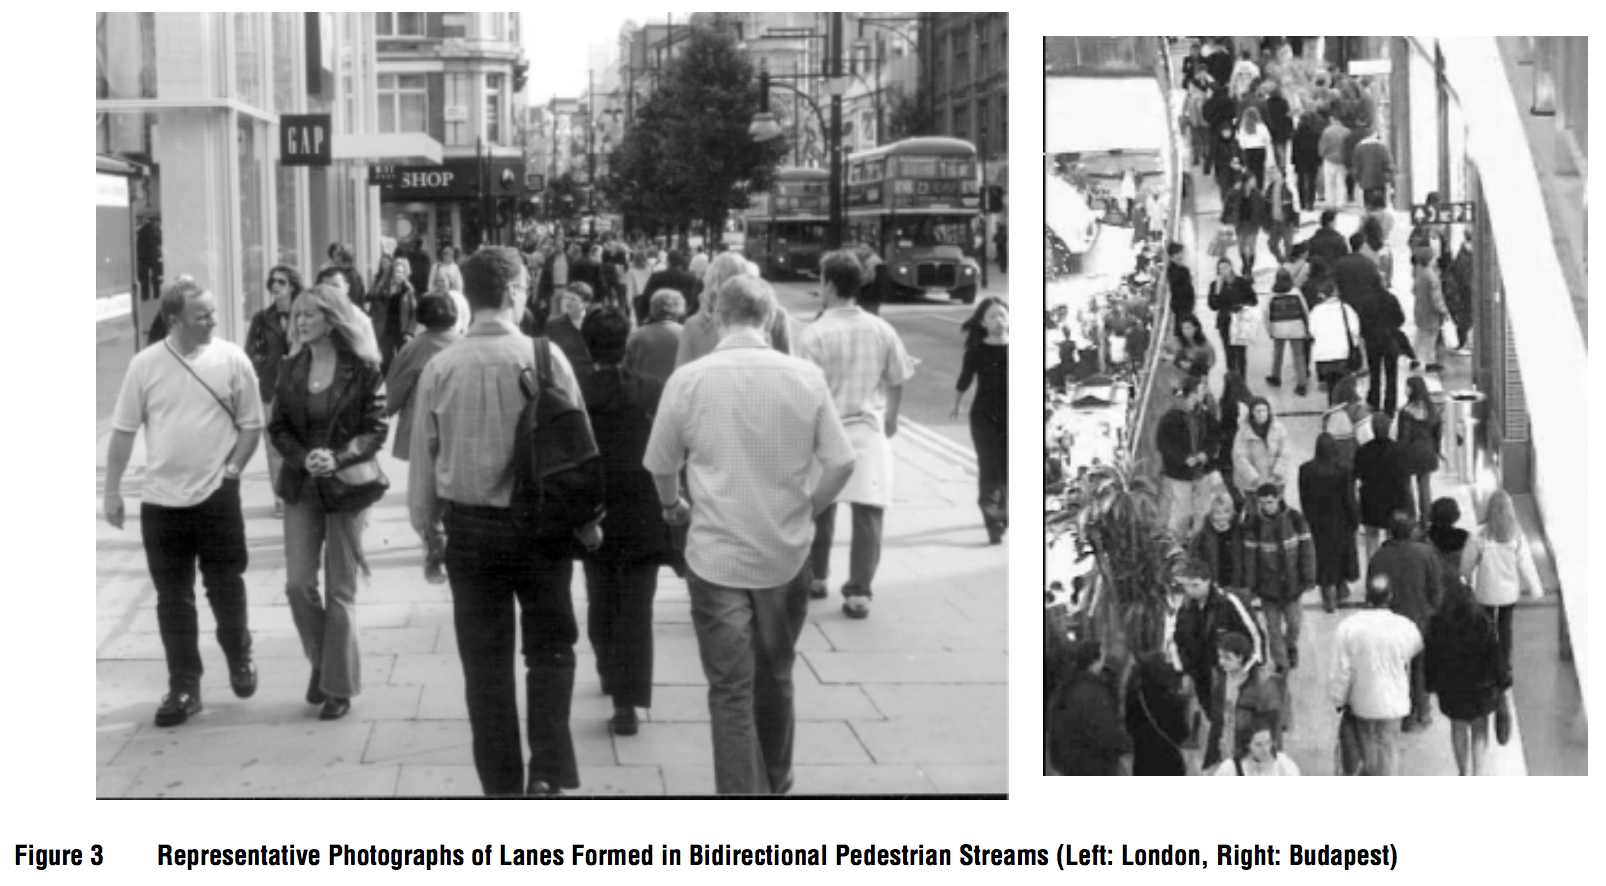 GAP
SHOP
Figure 3 Representative Photographs of Lanes Formed in Bidirectional Pedestrian Streams (Left: London, Right: Budapest)